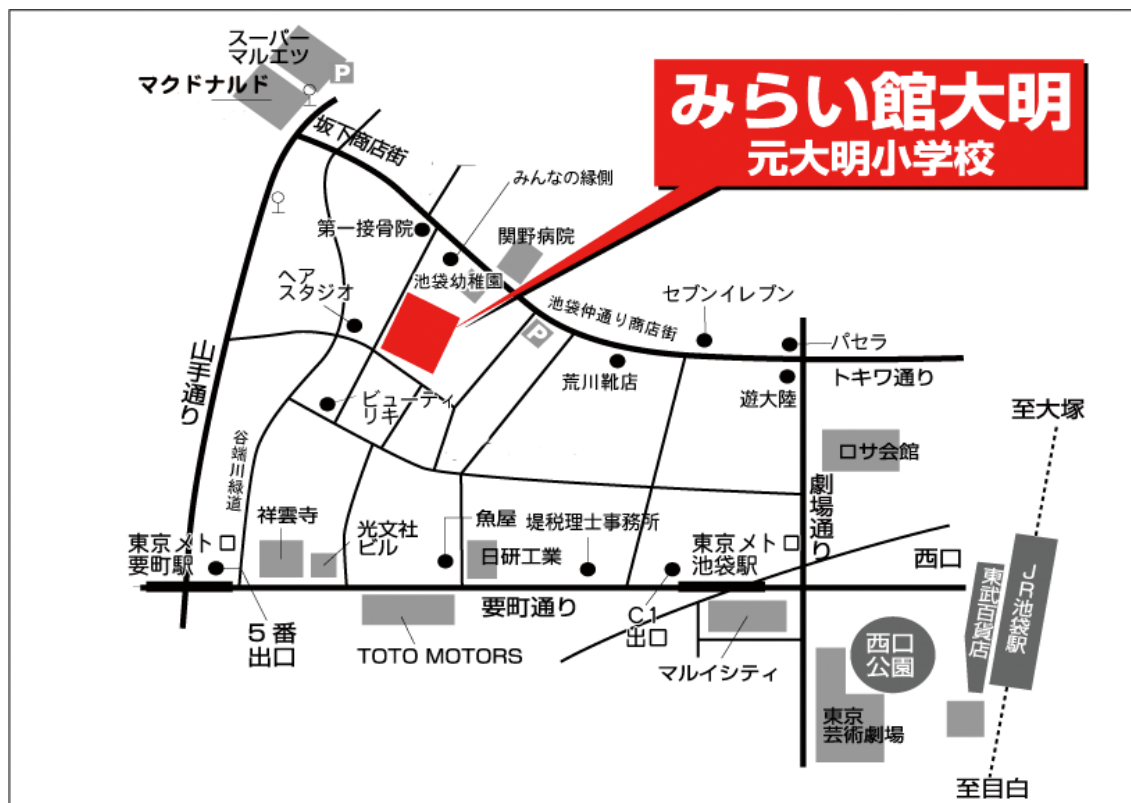 スーパー
マルエツ
P
マクドナルド
みらい館大明
元大明小学校
坂下商店街
みんなの縁側
第一接骨院
関野病院
池袋幼稚園
ヘア
スタジオ
セブンイレブン
池袋仲通り商店街
P
パセラ
山手通り
荒川靴店
トキワ通り
遊大陸
ビューティ
リキ
至大塚
谷端川緑道
ロサ会館
劇場通り
祥雲寺
光文社
ビル
魚屋
堤税理士事務所
東京メトロ
要町駅
日研工業
東京メトロ
池袋駅
西口
JR池袋駅
東武百貨店
要町通り
C1
出口
5番
出口
TOTO MOTORS
マルイシティ
西口
公園
東京
芸術劇場
至目白